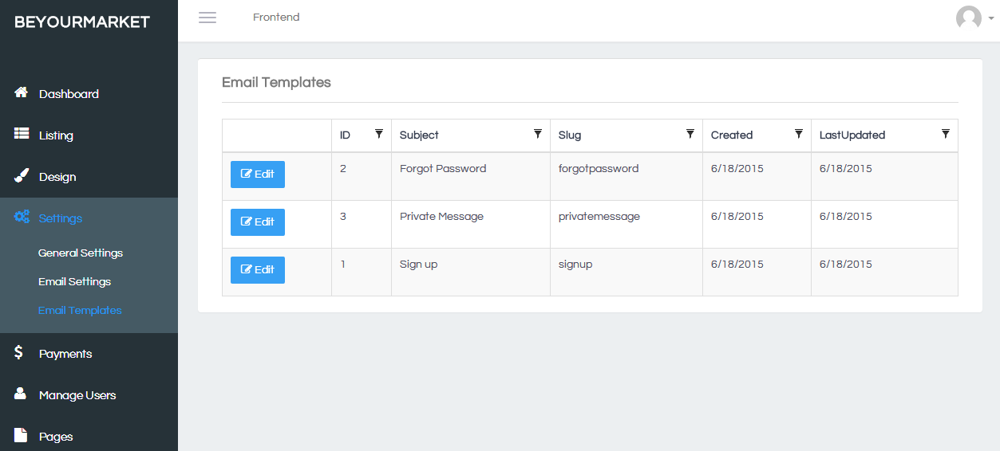 BEYOURMARKET
Frontend
Dashboard
Listing
Design
Settings
General Settings
Email Settings
Email Templates
Payments
Manage Users
Pages
Email Templates
ID Subject Slug Created LastUpdated
Edit 2 Forgot Password forgotpassword 6/18/2015 6/18/2015
Edit 3 Private Message privatemessage 6/18/2015 6/18/2015
Edit 1 Sign up signup 6/18/2015 6/18/2015